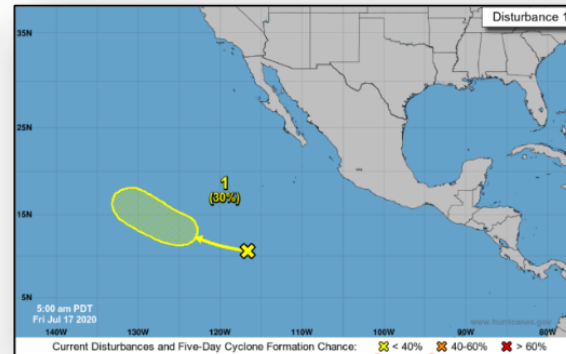 Disturbance 1
35N
25N
15N
5N
1
(30%)
5:00 am PDT
Fri Jul 17 2020
www.hurricanes.gov
140W 130W 120W 110W 100W 90W 80W
Current Disturbances and Five-Day Cyclone Formation Chance: < 40% 40-60% > 60%